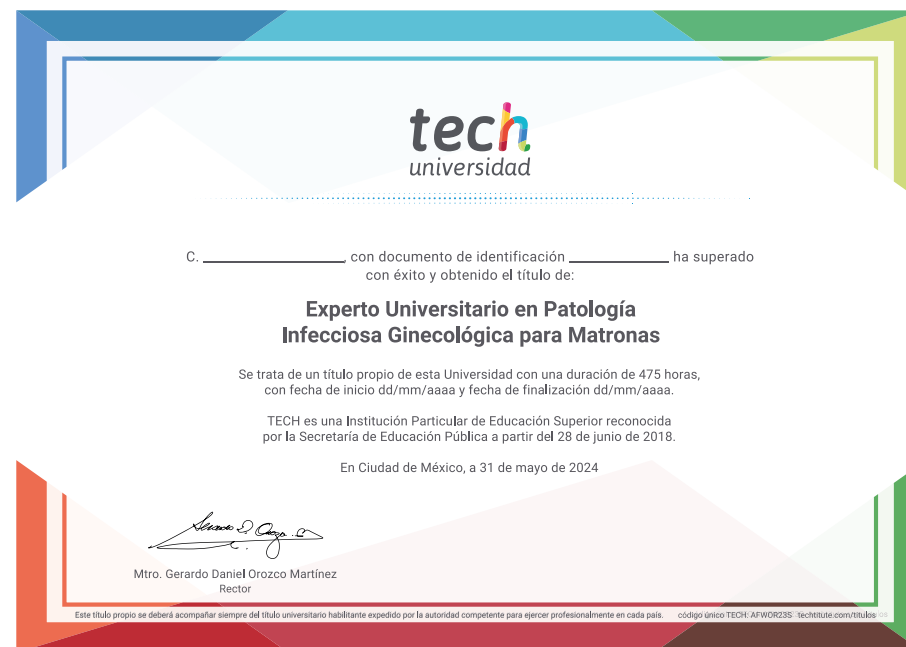 tech
universidad
C. ____________________, con documento de identificación ______________ ha superado
con éxito y obtenido el título de:
Experto Universitario en Patología
Infecciosa Ginecológica para Matronas
Se trata de un título propio de esta Universidad con una duración de 475 horas,
con fecha de inicio dd/mm/aaaa y fecha de finalización dd/mm/aaaa.
TECH es una Institución Particular de Educación Superior reconocida
por la Secretaría de Educación Pública a partir del 28 de junio de 2018.
En Ciudad de México, a 31 de mayo de 2024
Mtro. Gerardo Daniel Orozco Martínez
Rector
Este título propio se deberá acompañar siempre del título universitario habilitante expedido por la autoridad competente para ejercer profesionalmente en cada país. código único TECH: AFWOR23S techtitute.com/titulos